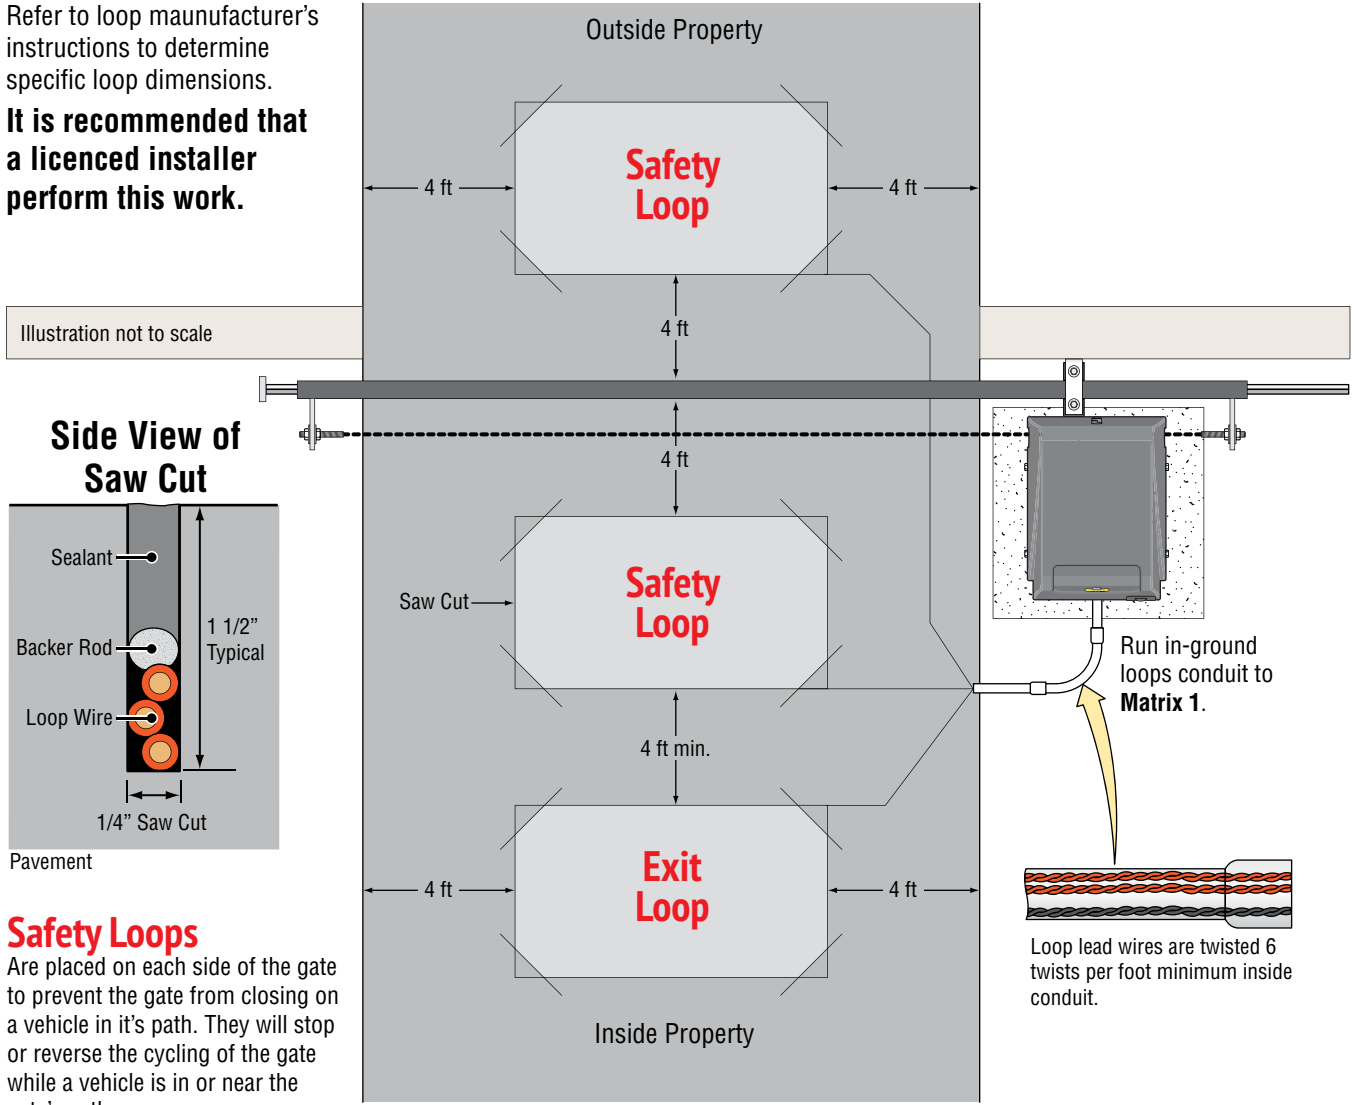 Refer to loop maunufacturer's
instructions to determine
specific loop dimensions.
It is recommended that
a licenced installer
perform this work.
Outside Property
Safety
Loop
4 ft
4 ft
4 ft
Illustration not to scale
4 ft
Side View of
Saw Cut
Sealant
Backer Rod
Loop Wire
1 1/2”
Typical
1/4” Saw Cut
Pavement
Saw Cut
Safety
Loop
Run in-ground
loops conduit to
Matrix 1.
4 ft min.
Exit
Loop
4 ft
4 ft
Loop lead wires are twisted 6
twists per foot minimum inside
conduit.
Inside Property
Safety Loops
Are placed on each side of the gate
to prevent the gate from closing on
a vehicle in it's path. They will stop
or reverse the cycling of the gate
while a vehicle is in or near the